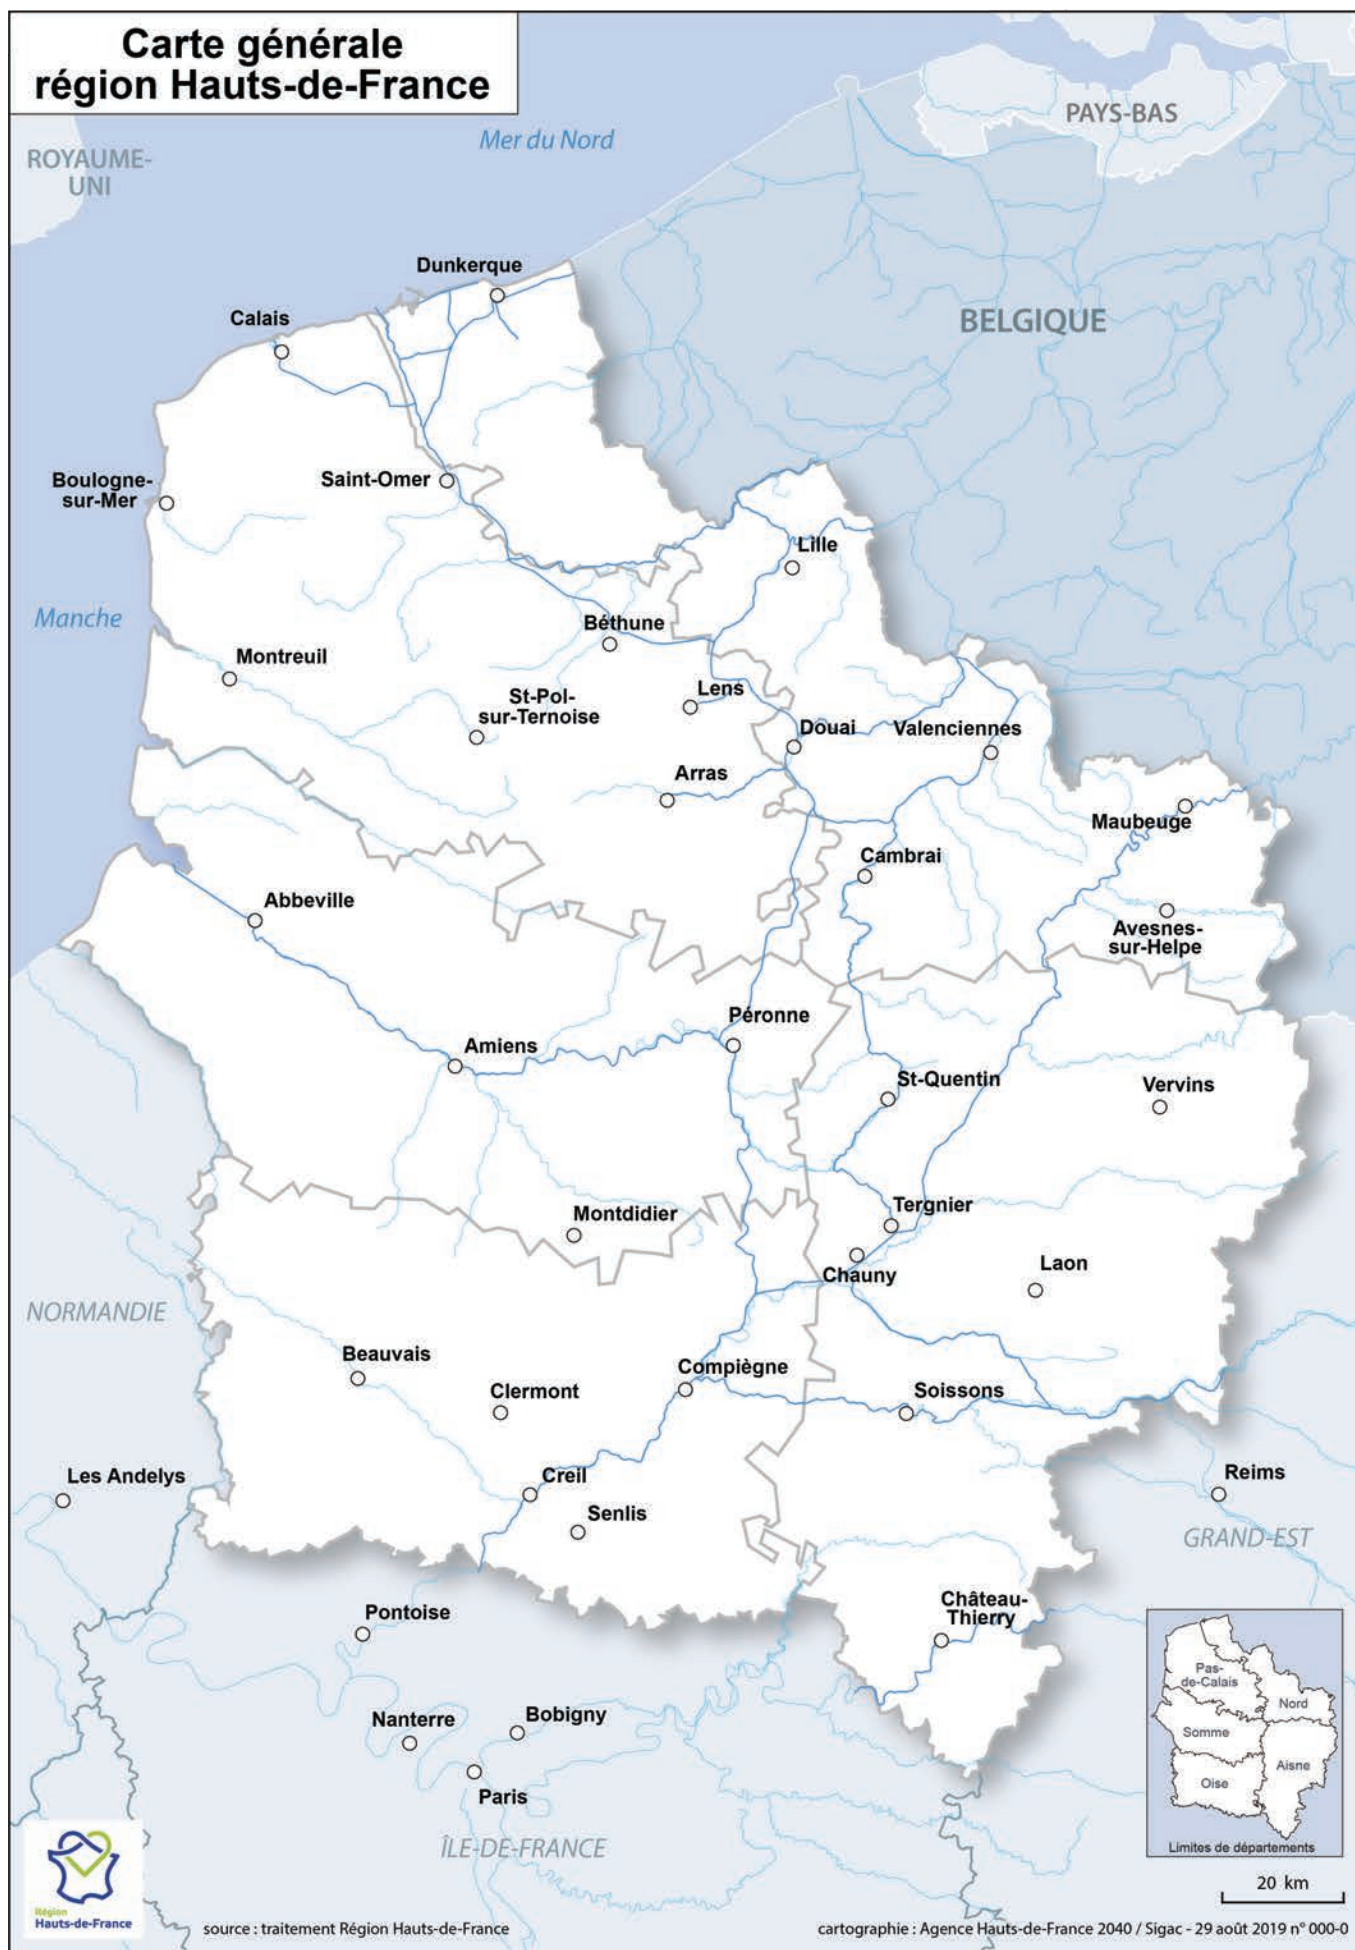 Carte générale
région Hauts-de-France
PAYS-BAS
Mer du Nord
ROYAUME-
UNI
Dunkerque
Calais
BELGIQUE
Boulogne-
sur-Mer
Saint-Omer
Lille
Manche
Béthune
Montreuil
Lens
St-Pol-
sur-Ternoise
Douai
Valenciennes
Arras
Maubeuge
Cambrai
Abbeville
Avesnes-
sur-Helpe
Péronne
Amiens
St-Quentin
Vervins
Tergnier
Montdidier
Chauny
Laon
NORMANDIE
Beauvais
Compiègne
Clermont
Soissons
Les Andelys
Creil
Reims
Senlis
GRAND-EST
Château-
Thierry
Pontoise
Pas-
de-Calais
Nord
Nanterre
Bobigny
Somme
Aisne
Oise
Paris
ÎLE-DE-FRANCE
Limites de départements
20 km
Région
Hauts-de-France
source : traitement Région Hauts-de-France
cartographie : Agence Hauts-de-France 2040 / Sigac - 29 août 2019 n° 000-0